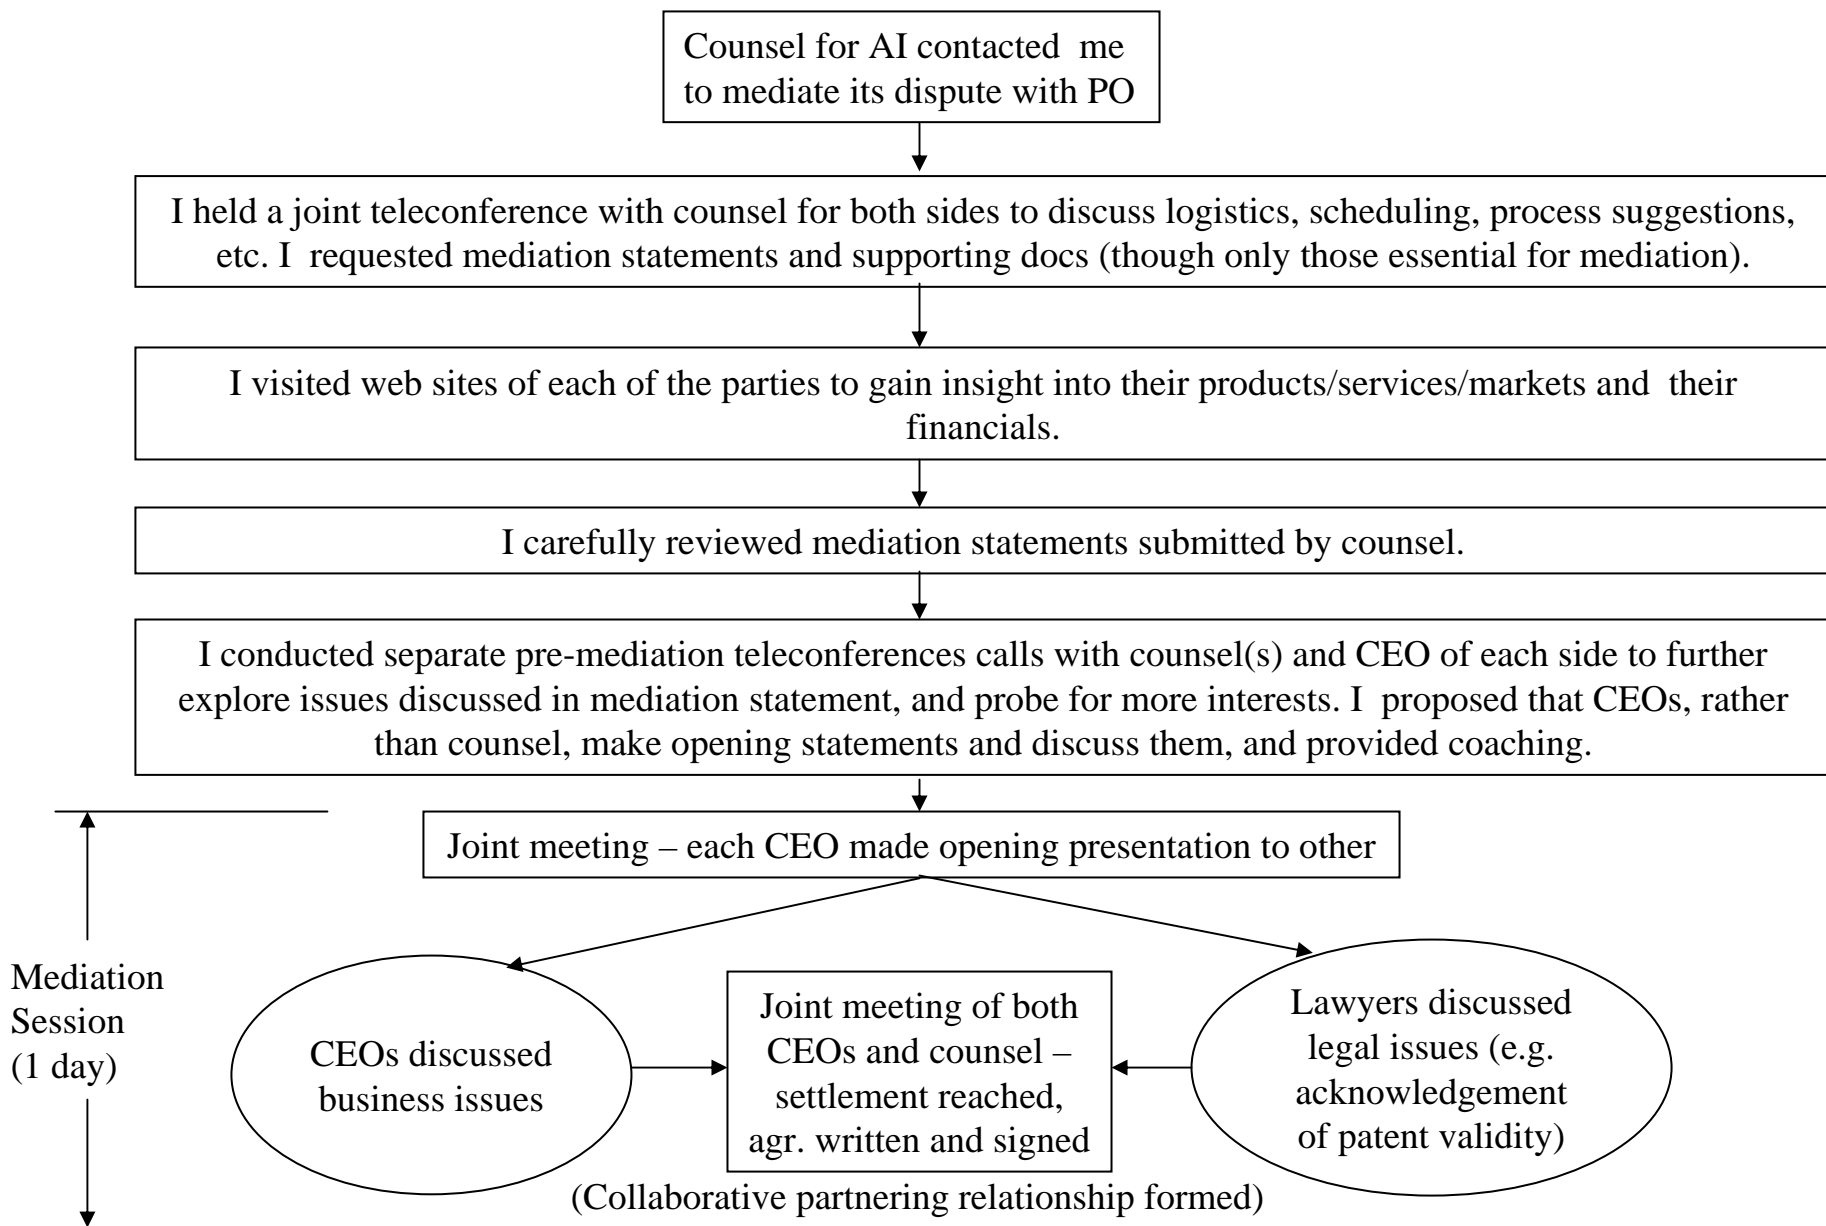 Counsel for AI contacted me
to mediate its dispute with PO
I held a joint teleconference with counsel for both sides to discuss logistics, scheduling, process suggestions,
etc. I requested mediation statements and supporting docs (though only those essential for mediation).
I visited web sites of each of the parties to gain insight into their products/services/markets and their
financials.
I carefully reviewed mediation statements submitted by counsel.
I conducted separate pre-mediation teleconferences calls with counsel(s) and CEO of each side to further
explore issues discussed in mediation statement, and probe for more interests. I proposed that CEOs, rather
than counsel, make opening statements and discuss them, and provided coaching.
Joint meeting – each CEO made opening presentation to other
Mediation
Session
(1 day)
CEOs discussed
business issues
Joint meeting of both
CEOs and counsel –
settlement reached,
agr. written and signed
Lawyers discussed
legal issues (e.g.
acknowledgement
of patent validity)
(Collaborative partnering relationship formed)